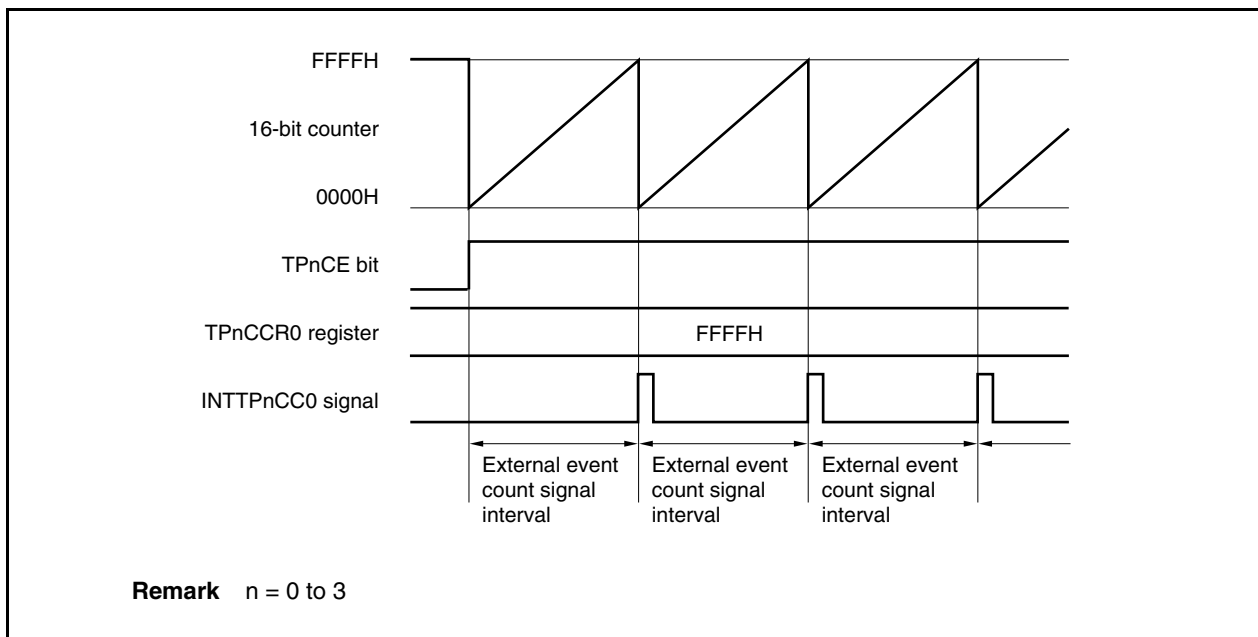 FFFFH
16-bit counter
0000H
TPnCE bit
TPnCCR0 register
FFFFH
INTTPnCC0 signal
External event
count signal
interval
External event
count signal
interval
External event
count signal
interval
Remark n = 0 to 3